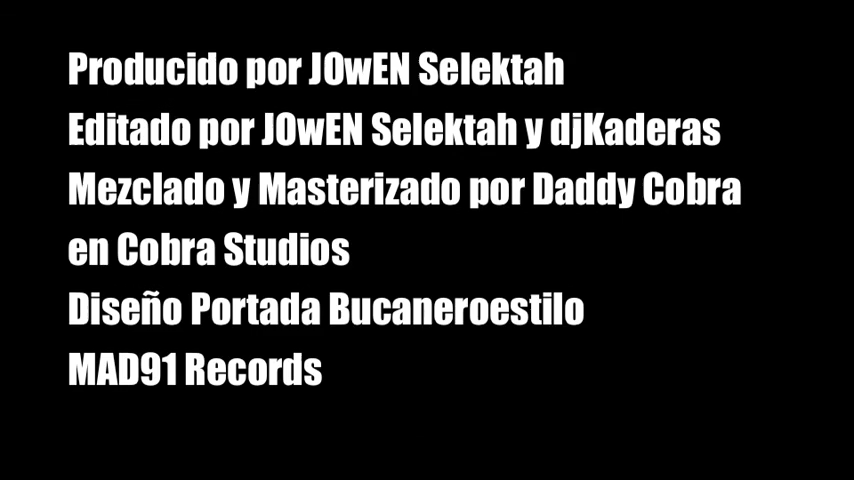 Producido por JOwEN Selektah
Editado por JOwEN Selektah y djKaderas
Mezclado y Masterizado por Daddy Cobra
en Cobra Studios
Diseño Portada Bucaneroestilo
MAD91 Records